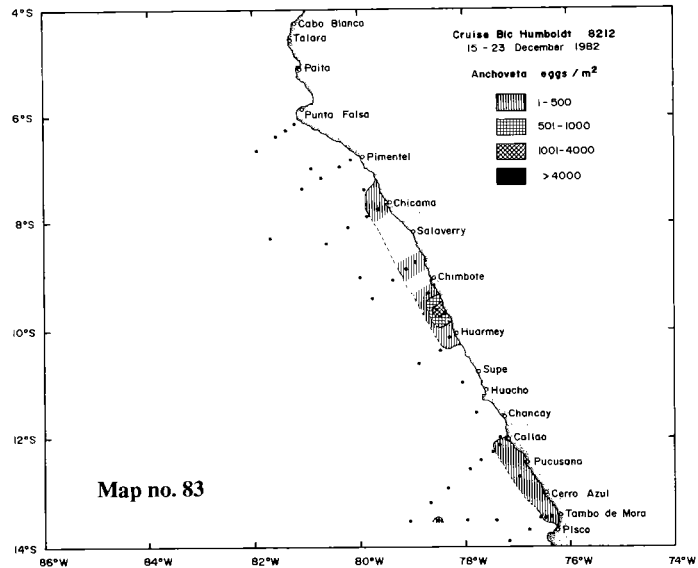 4°S
6°S
8°S
10°S
12°S
14°S
86°W
84°W
82°W
80°W
78°W
76°W
74°W
Cruise Bic Humboldt 8212
15 - 23 December 1982
Anchoveta eggs / m²
1-500
501-1000
1001-4000
>4000
Cabo Blanco
Talara
Paita
Punta Falsa
Pimentel
Chicama
Salaverry
Chimbote
Huarmey
Supe
Huacho
Chancay
Callao
Pucusana
Cerro Azul
Tambo de Mora
Pisco
Map no. 83